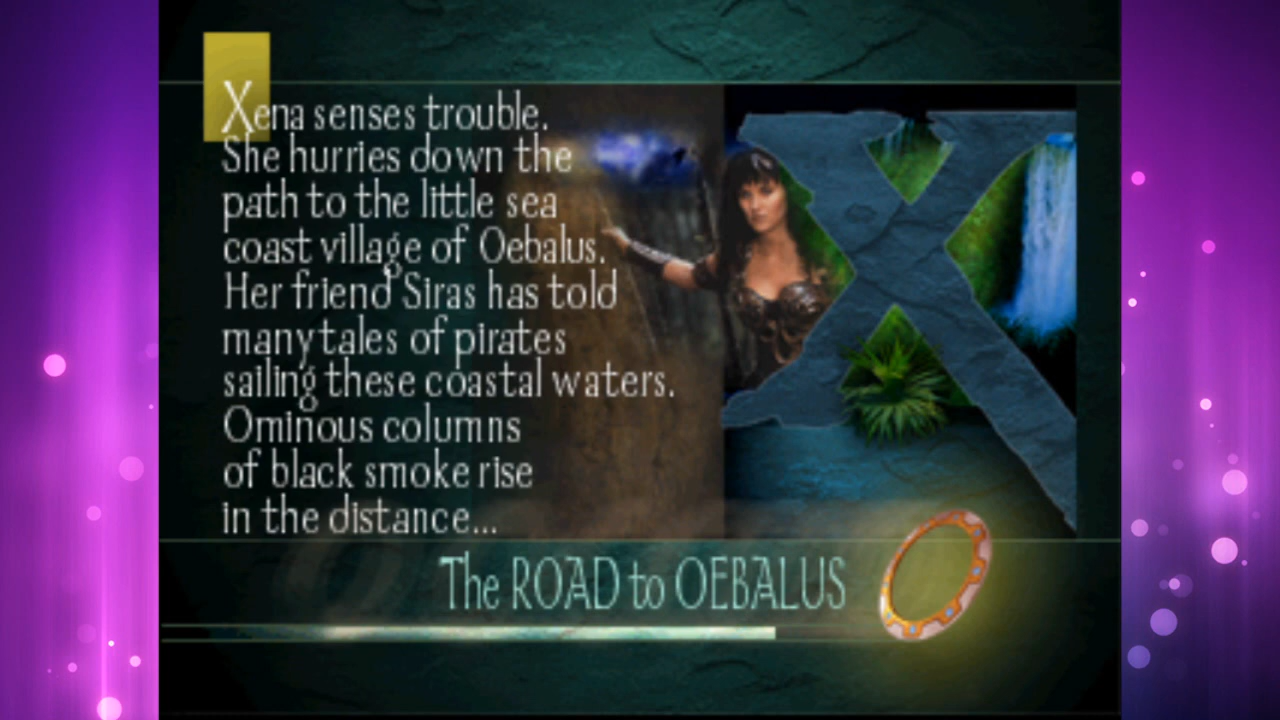 Xena senses trouble.
She hurries down the
path to the little sea
coast village of Oebalus.
Her friend Siras has told
many tales of pirates
sailing these coastal waters.
Ominous columns
of black smoke rise
in the distance...
The ROAD to OEBALUS